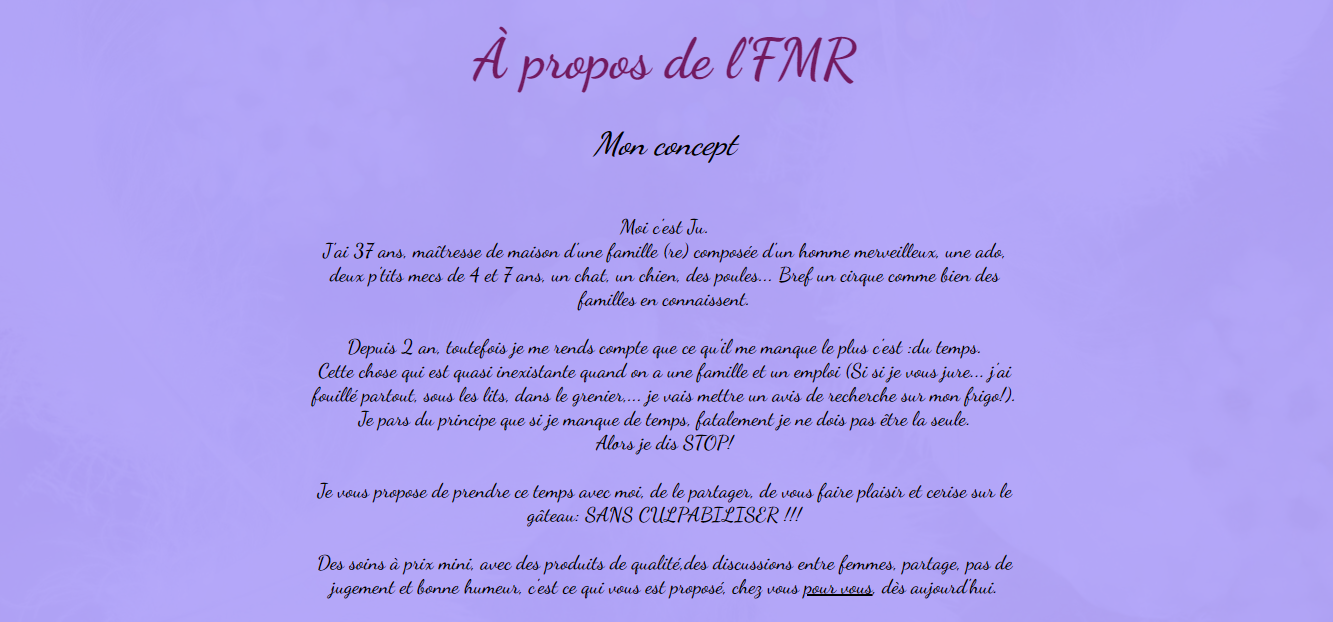 À propos de l'FMR
Mon concept
Moi c'est Ju.
J'ai 37 ans, maîtresse de maison d'une famille (re) composée d'un homme merveilleux, une ado,
deux p'tits mecs de 4 et 7 ans, un chat, un chien, des poules... Bref un cirque comme bien des
familles en connaissent.
Depuis 2 an, toutefois je me rends compte que ce qu'il me manque le plus c'est :du temps.
Cette chose qui est quasi inexistante quand on a une famille et un emploi (Si si je vous jure... j'ai
fouillé partout, sous les lits, dans le grenier,... je vais mettre un avis de recherche sur mon frigo!).
Je pars du principe que si je manque de temps, fatalement je ne dois pas être la seule.
Alors je dis STOP!
Je vous propose de prendre ce temps avec moi, de le partager, de vous faire plaisir et cerise sur le
gâteau: SANS CULPABILISER !!!
Des soins à prix mini, avec des produits de qualité,des discussions entre femmes, partage, pas de
jugement et bonne humeur, c'est ce qui vous est proposé, chez vous pour vous, dès aujourd'hui.